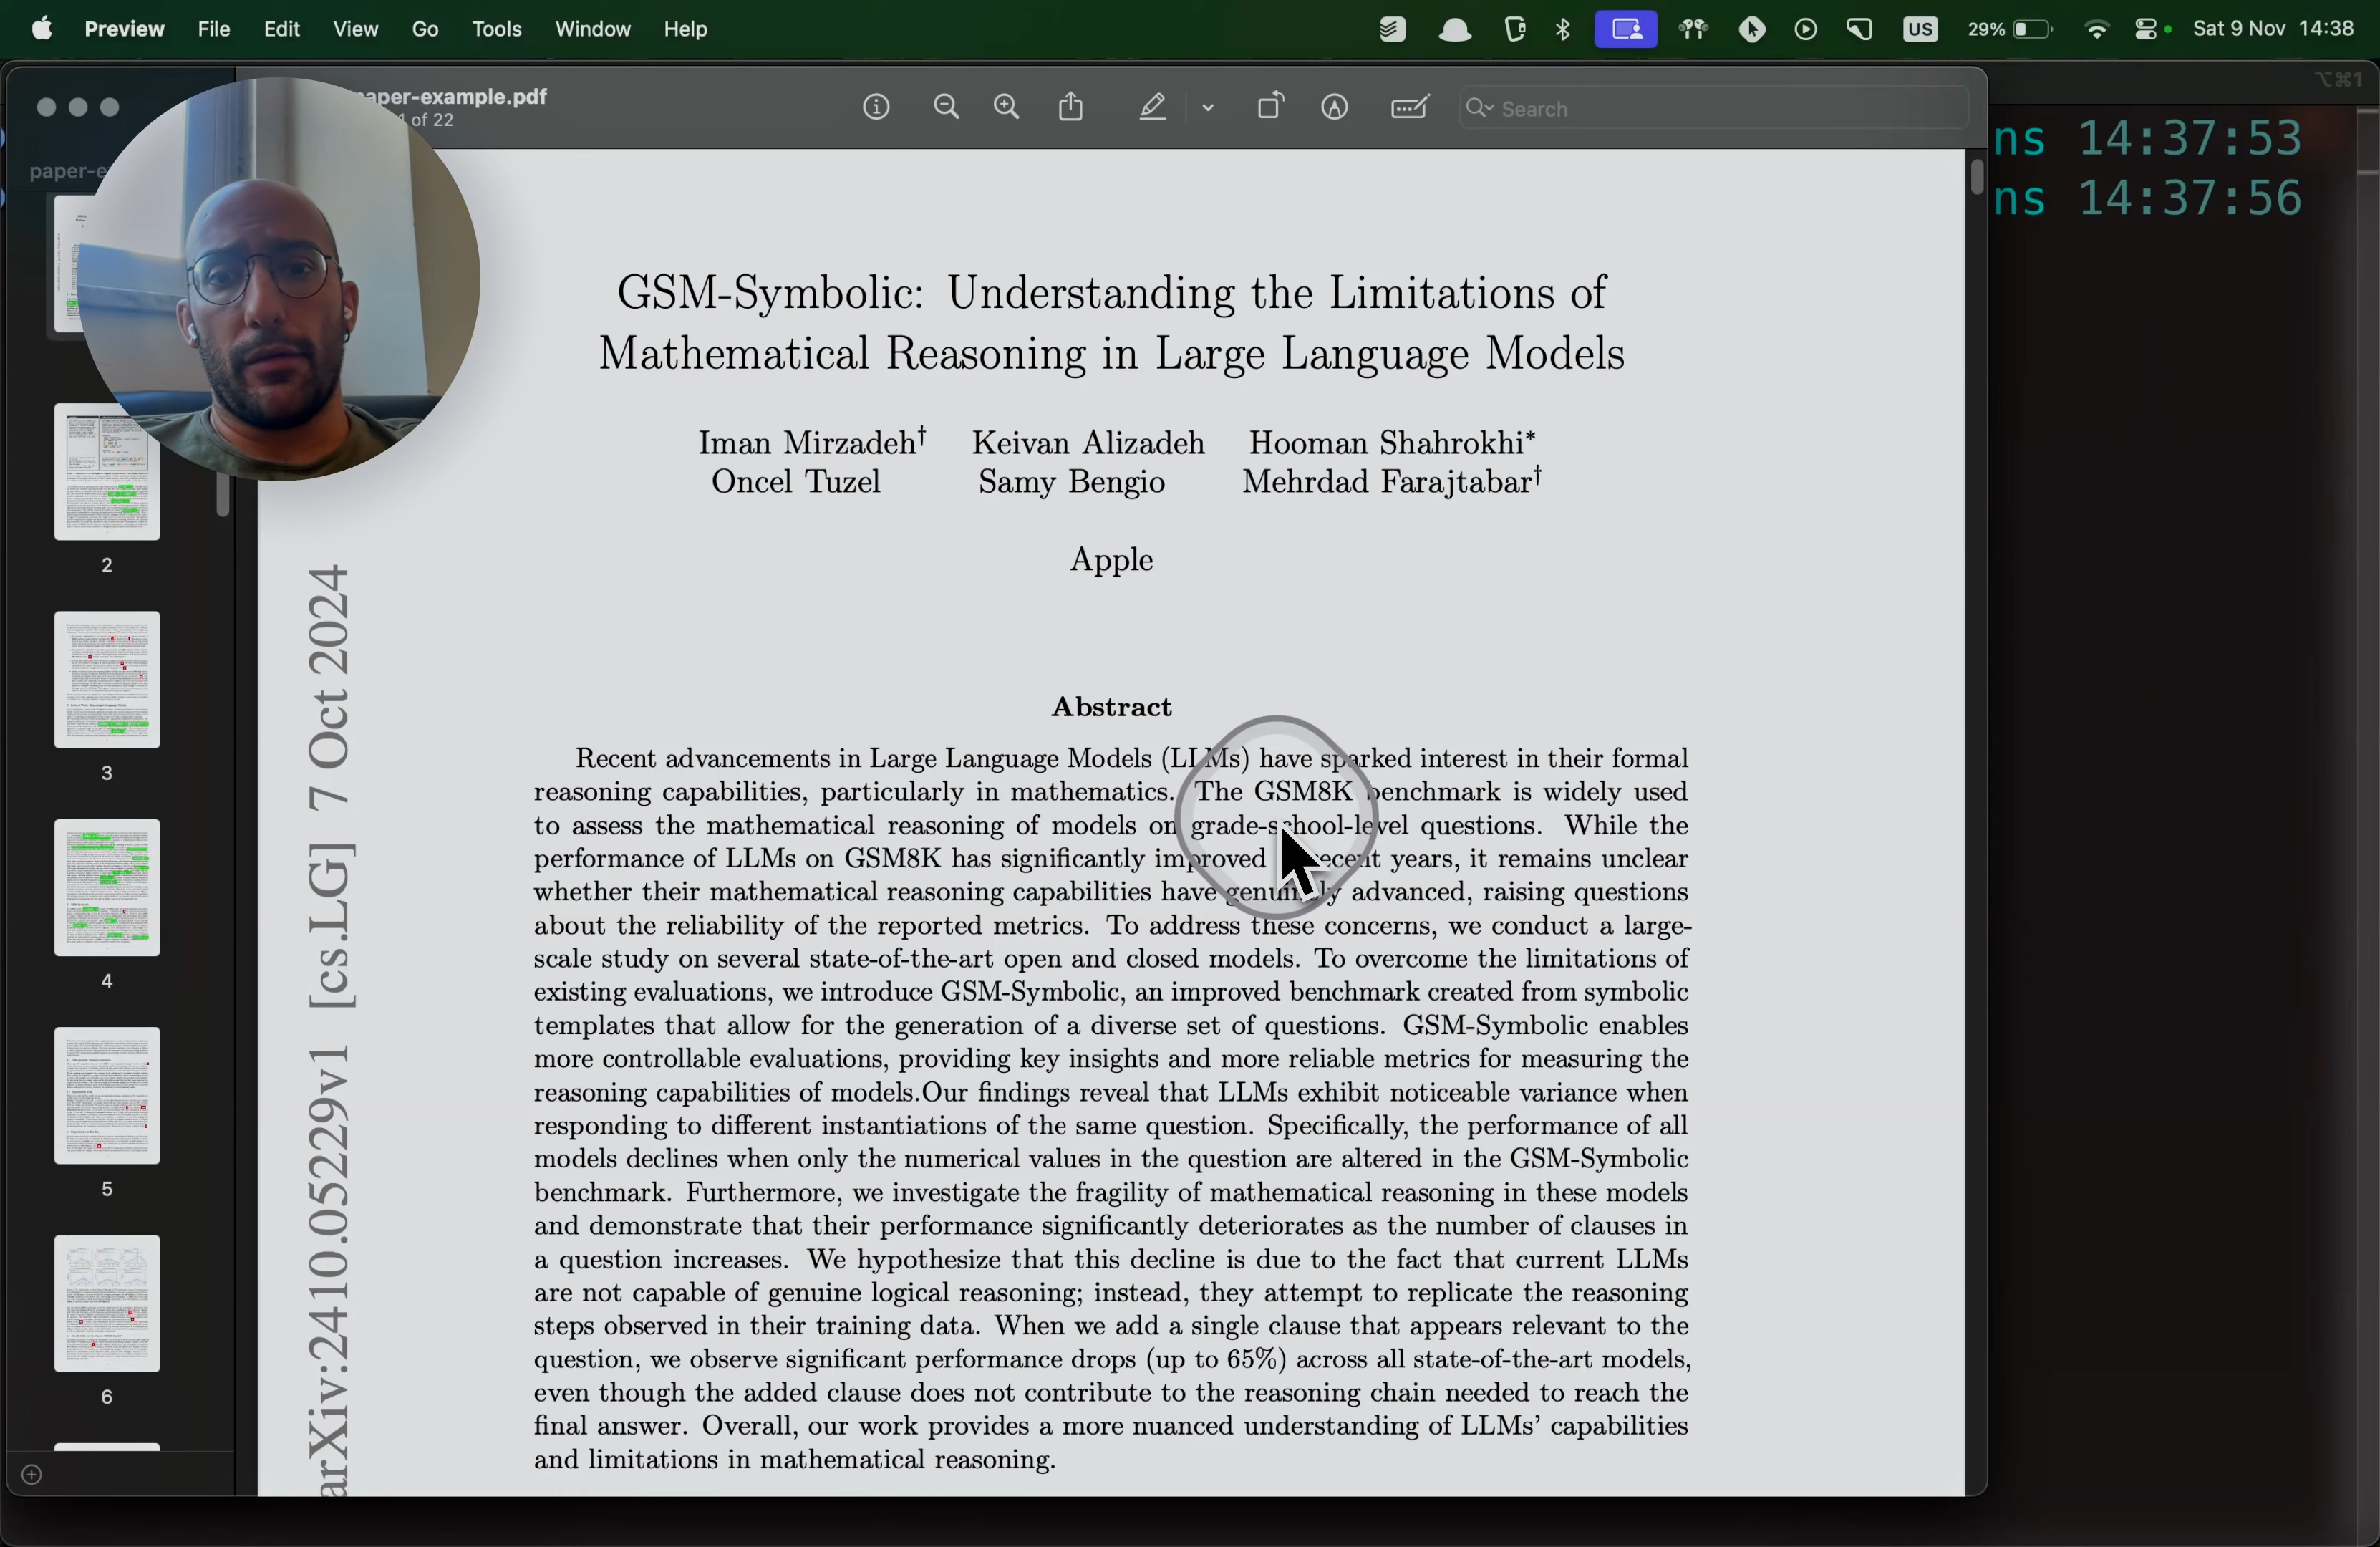 Preview File Edit View Go Tools Window Help US 29% Sat 9 Nov 14:38
⌥⌘1
aper-example.pdf
1 of 22
Search
ns 14:37:53
ns 14:37:56
paper-e
2
3
4
5
6
GSM-Symbolic: Understanding the Limitations of
Mathematical Reasoning in Large Language Models
Iman Mirzadeh† Keivan Alizadeh Hooman Shahrokhi*
Oncel Tuzel Samy Bengio Mehrdad Farajtabar†
Apple
arXiv:2410.05229v1 [cs.LG] 7 Oct 2024
Abstract
Recent advancements in Large Language Models (LLMs) have sparked interest in their formal
reasoning capabilities, particularly in mathematics. The GSM8K benchmark is widely used
to assess the mathematical reasoning of models on grade-school-level questions. While the
performance of LLMs on GSM8K has significantly improved in recent years, it remains unclear
whether their mathematical reasoning capabilities have genuinely advanced, raising questions
about the reliability of the reported metrics. To address these concerns, we conduct a large-
scale study on several state-of-the-art open and closed models. To overcome the limitations of
existing evaluations, we introduce GSM-Symbolic, an improved benchmark created from symbolic
templates that allow for the generation of a diverse set of questions. GSM-Symbolic enables
more controllable evaluations, providing key insights and more reliable metrics for measuring the
reasoning capabilities of models.Our findings reveal that LLMs exhibit noticeable variance when
responding to different instantiations of the same question. Specifically, the performance of all
models declines when only the numerical values in the question are altered in the GSM-Symbolic
benchmark. Furthermore, we investigate the fragility of mathematical reasoning in these models
and demonstrate that their performance significantly deteriorates as the number of clauses in
a question increases. We hypothesize that this decline is due to the fact that current LLMs
are not capable of genuine logical reasoning; instead, they attempt to replicate the reasoning
steps observed in their training data. When we add a single clause that appears relevant to the
question, we observe significant performance drops (up to 65%) across all state-of-the-art models,
even though the added clause does not contribute to the reasoning chain needed to reach the
final answer. Overall, our work provides a more nuanced understanding of LLMs' capabilities
and limitations in mathematical reasoning.